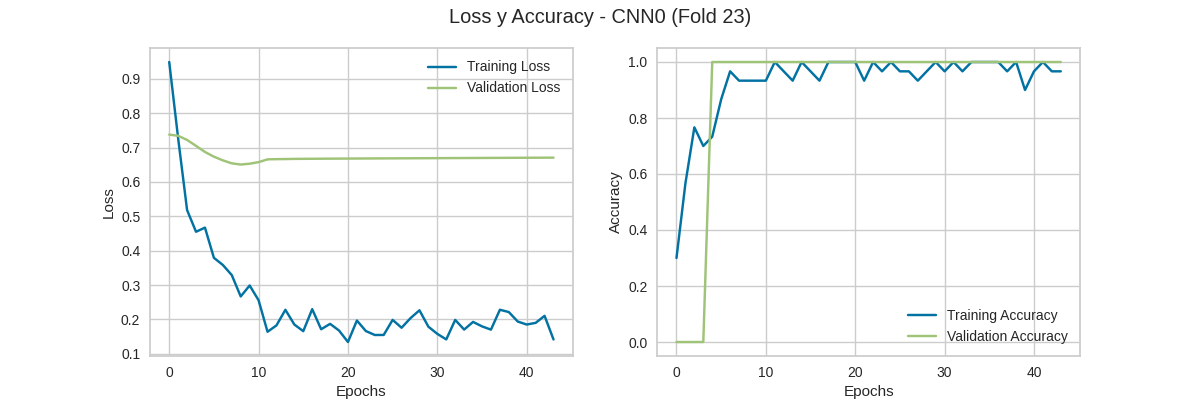 Loss y Accuracy - CNN0 (Fold 23)
Training Loss
Validation Loss
0.9
0.8
0.7
0.6
0.5
0.4
0.3
0.2
0.1
Loss
0
10
20
30
40
Epochs
1.0
0.8
0.6
0.4
0.2
0.0
Accuracy
Training Accuracy
Validation Accuracy
0
10
20
30
40
Epochs